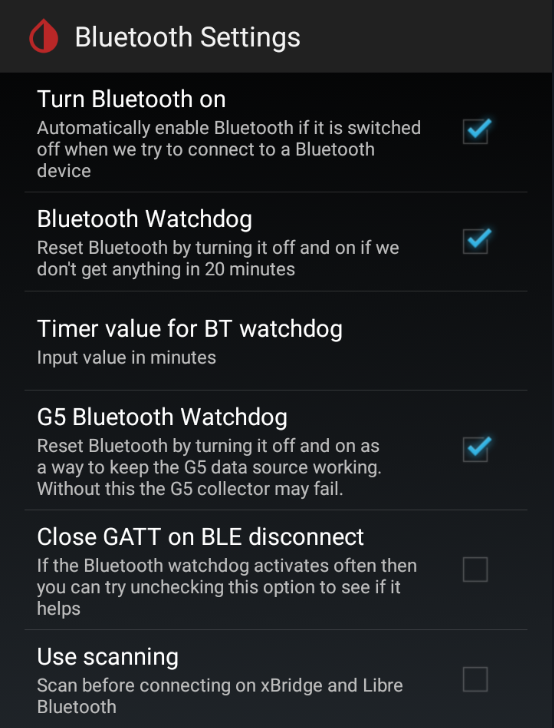 Bluetooth Settings
Turn Bluetooth on
Automatically enable Bluetooth if it is switched
off when we try to connect to a Bluetooth
device
Bluetooth Watchdog
Reset Bluetooth by turning it off and on if we
don't get anything in 20 minutes
Timer value for BT watchdog
Input value in minutes
G5 Bluetooth Watchdog
Reset Bluetooth by turning it off and on as
a way to keep the G5 data source working.
Without this the G5 collector may fail.
Close GATT on BLE disconnect
If the Bluetooth watchdog activates often then
you can try unchecking this option to see if it
helps
Use scanning
Scan before connecting on xBridge and Libre
Bluetooth